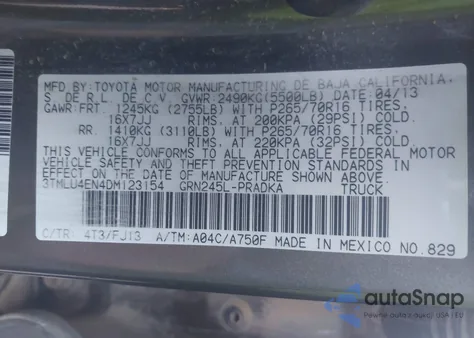 MFD.BY:TOYOTA MOTOR MANUFACTURING DE BAJA CALIFORNIA,
S. DE R.L. DE C.V. GVWR:2490KG(5500LB) DATE:04/13
GAWR:FRT. 1245KG (2755LB) WITH P265/70R16 TIRES,
16X7JJ RIMS, AT 200KPA (29PSI) COLD.
RR. 1410KG (3110LB) WITH P265/70R16 TIRES,
16X7JJ RIMS, AT 220KPA (32PSI) COLD.
THIS VEHICLE CONFORMS TO ALL APPLICABLE FEDERAL MOTOR
VEHICLE SAFETY AND THEFT PREVENTION STANDARDS IN
EFFECT ON THE DATE OF MANUFACTURE SHOWN ABOVE.
3TMLU4EN4DM123154 GRN245L-PRADKA TRUCK
C/TR: 4T3/FJ13 A/TM:A04C/A750F MADE IN MEXICO NO.829
autoSnap
Pewne auta z USA i EU